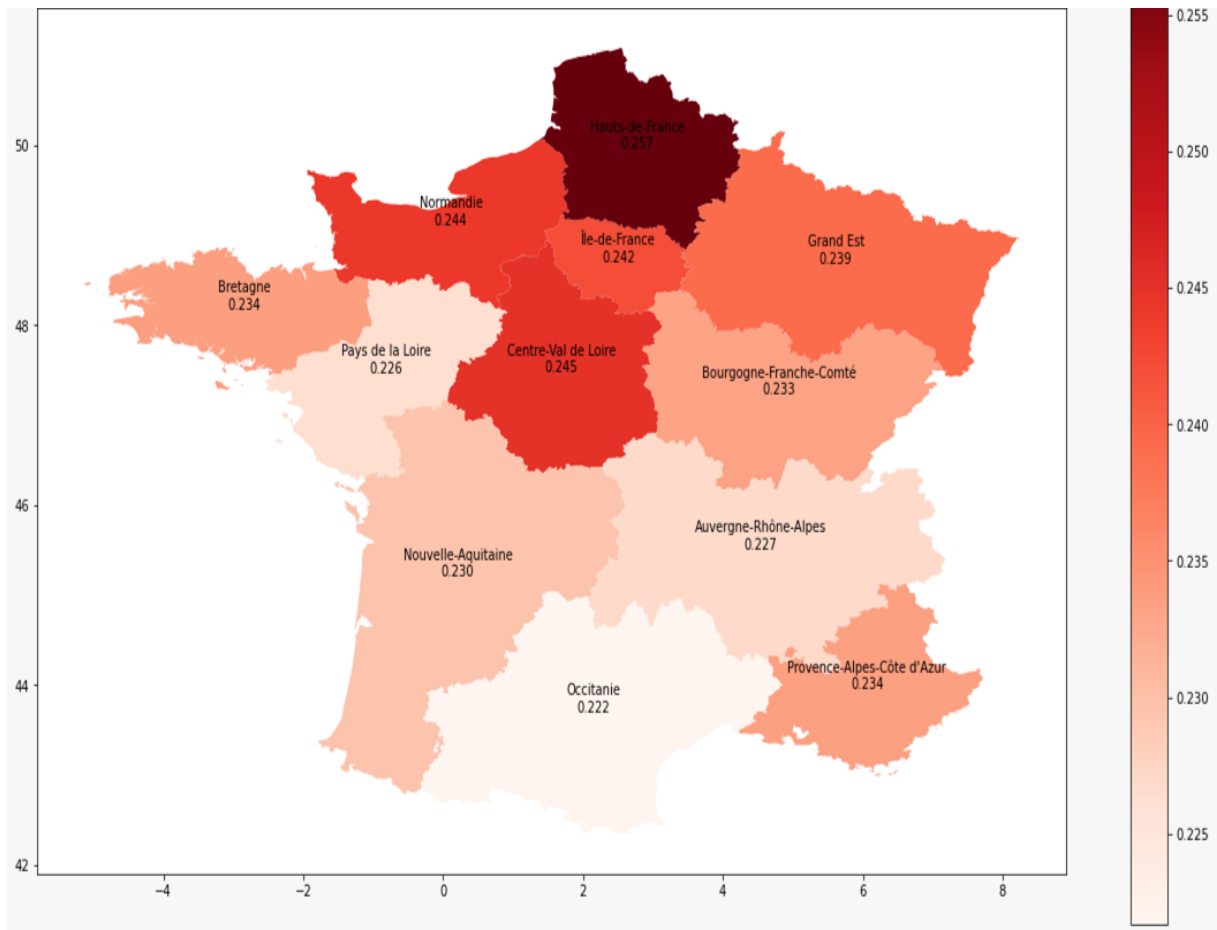 Hauts-de-France
0.257
Normandie
0.244
Île-de-France
0.242
Grand Est
0.239
Bretagne
0.234
Pays de la Loire
0.226
Centre-Val de Loire
0.245
Bourgogne-Franche-Comté
0.233
Auvergne-Rhône-Alpes
0.227
Nouvelle-Aquitaine
0.230
Provence-Alpes-Côte d'Azur
0.234
Occitanie
0.222
50
48
46
44
42
−4
−2
0
2
4
6
8
0.255
0.250
0.245
0.240
0.235
0.230
0.225